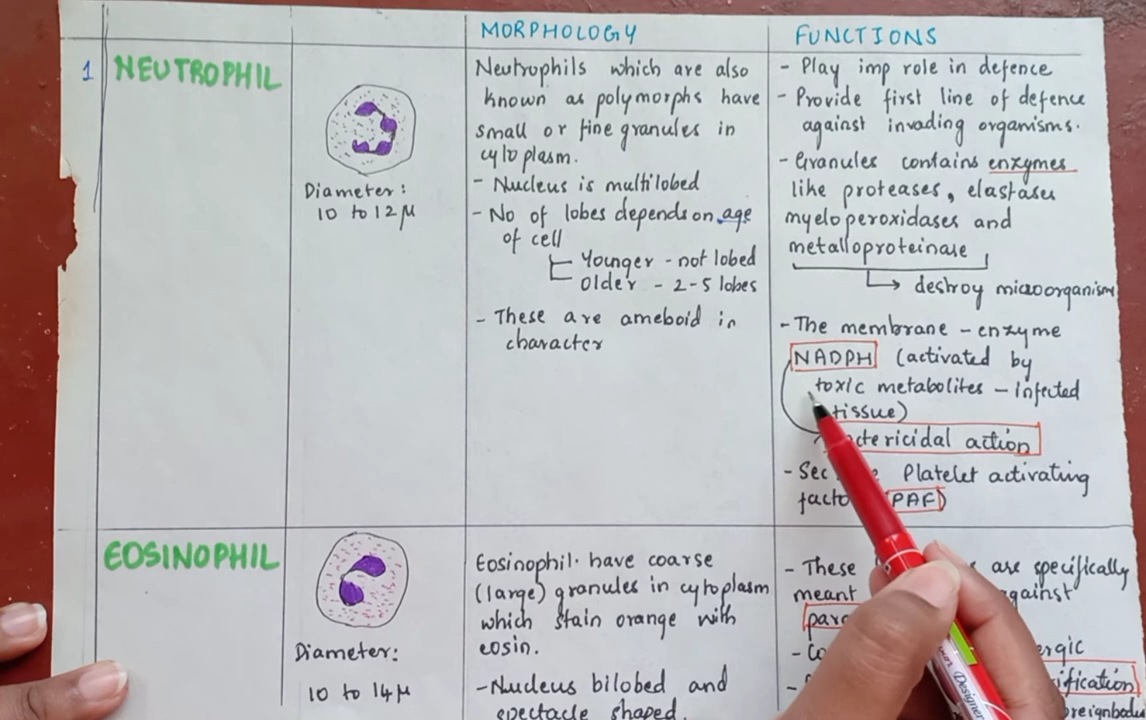 MORPHOLOGY
FUNCTIONS
1 NEUTROPHIL
Diameter:
10 to 12 μ
Neutrophils which are also
known as polymorphs have
small or fine granules in
cytoplasm.
- Nucleus is multilobed
- No of lobes depends on age
of cell
Younger - not lobed
Older - 2-5 lobes
- These are ameboid in
character
- Play imp role in defence
- Provide first line of defence
against invading organisms.
- Granules contains enzymes
like proteases, elastases
myeloperoxidases and
metalloproteinase
destroy microorganism
- The membrane - enzyme
NADPH (activated by
toxic metabolites - infected
tissue)
action
- Platelet activating
(PAF)
EOSINOPHIL
Diameter:
10 to 14 μ
Eosinophil. have coarse
(large) granules in cytoplasm
which stain orange with
eosin.
- Nucleus bilobed and
spectacle shaped.
- These are specifically
meant